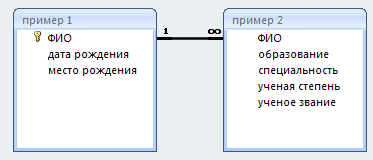 пример 1
ФИО
дата рождения
место рождения
1
∞
пример 2
ФИО
образование
специальность
ученая степень
ученое звание